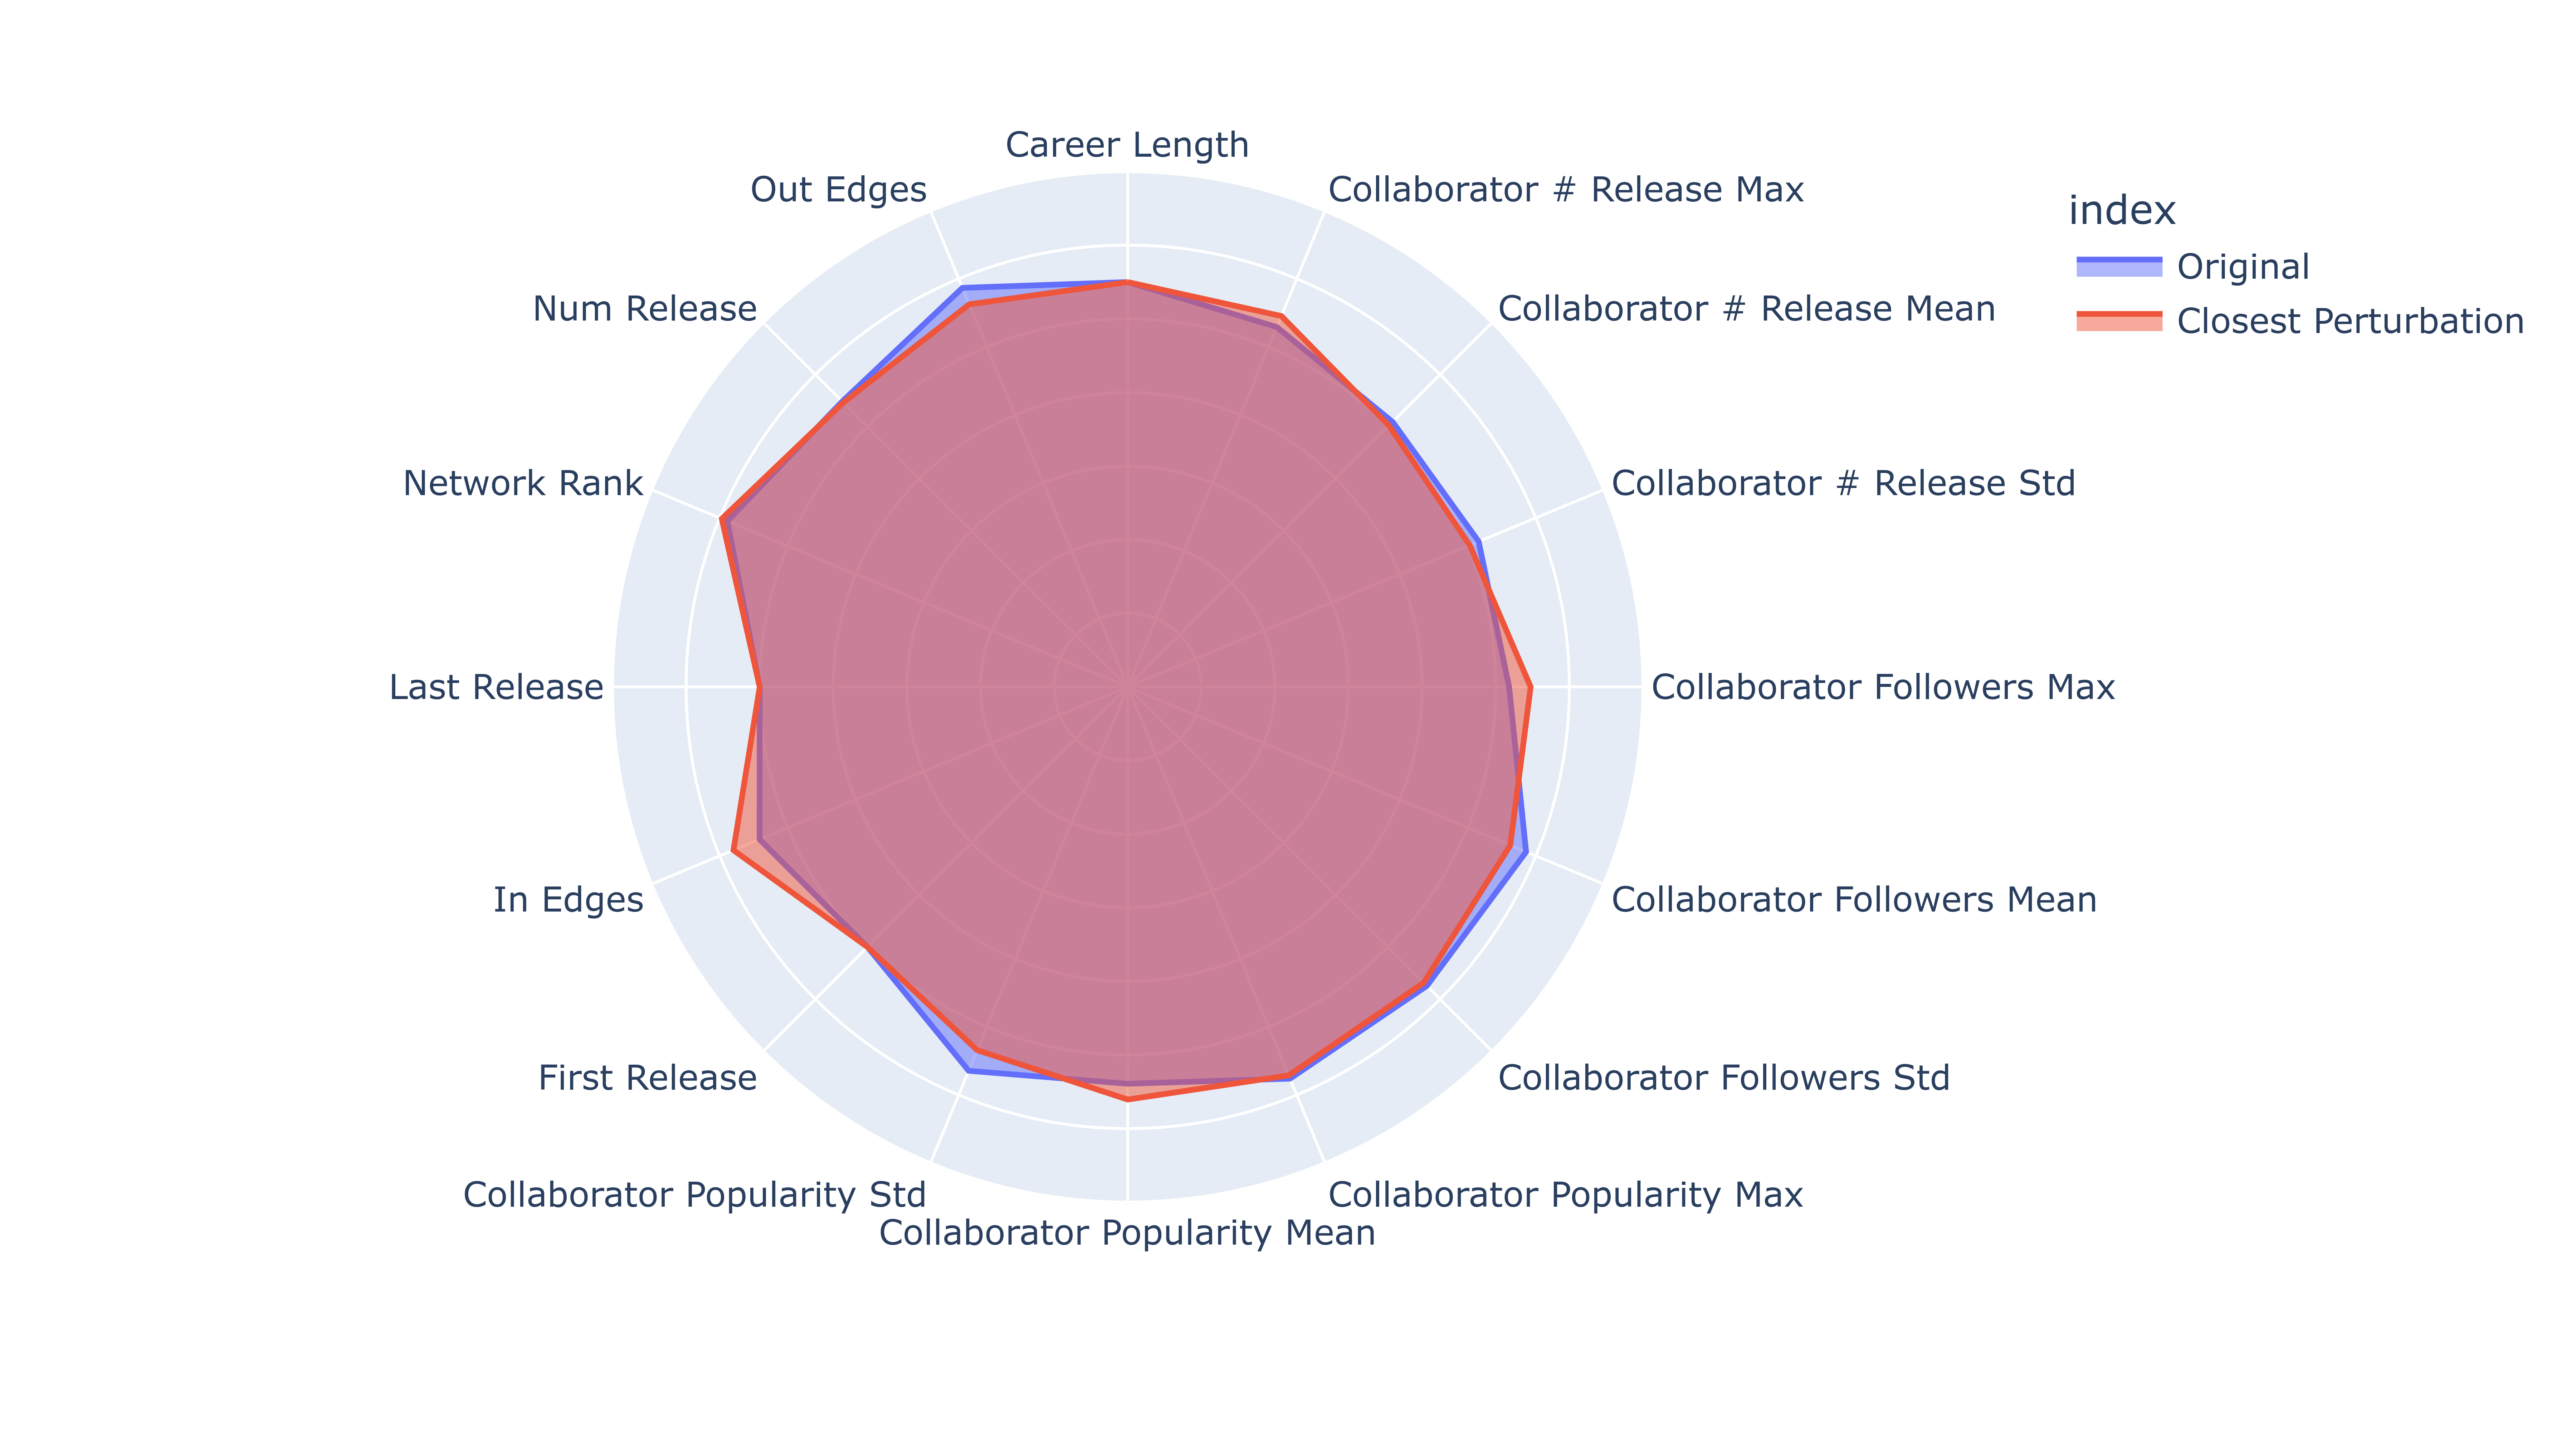 Career Length
Out Edges
Collaborator # Release Max
index
Original
Closest Perturbation
Num Release
Collaborator # Release Mean
Network Rank
Collaborator # Release Std
Last Release
Collaborator Followers Max
In Edges
Collaborator Followers Mean
First Release
Collaborator Followers Std
Collaborator Popularity Std
Collaborator Popularity Max
Collaborator Popularity Mean